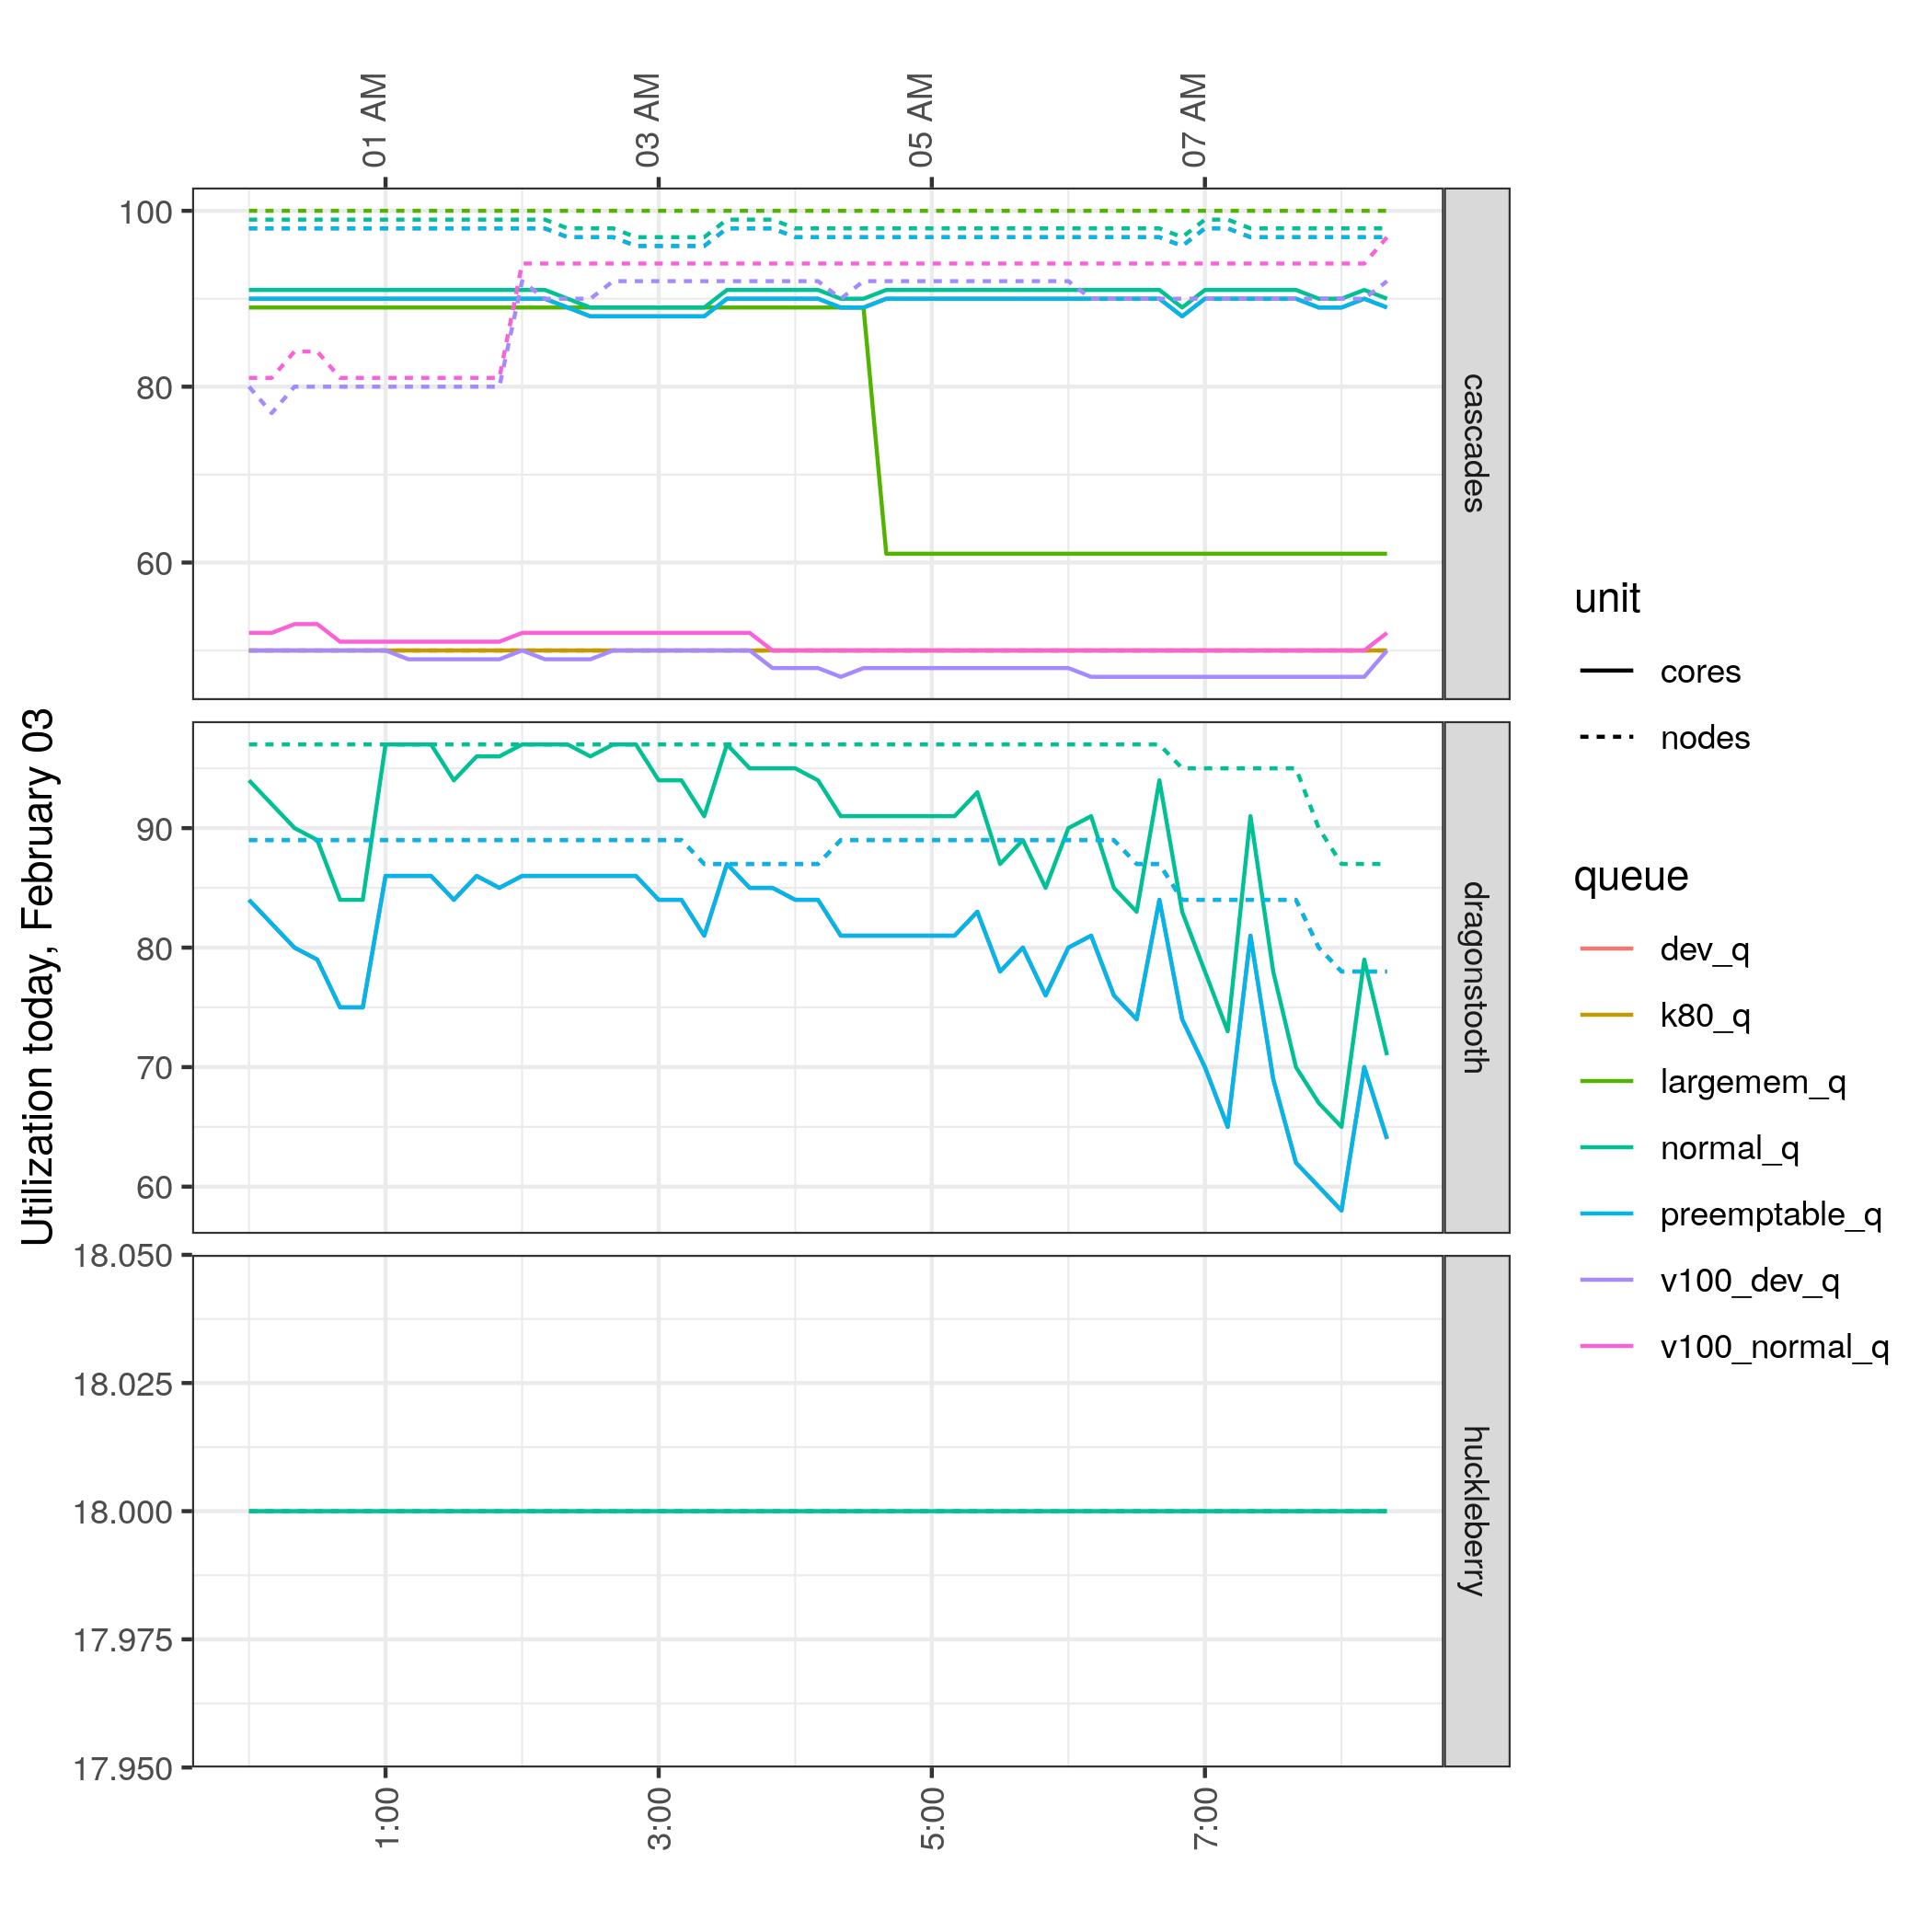 01 AM
03 AM
05 AM
07 AM
100
80
60
cascades
Utilization today, February 03
90
80
70
60
dragonstooth
18.050
18.025
18.000
17.975
17.950
huckleberry
1:00
3:00
5:00
7:00
unit
cores
nodes
queue
dev_q
k80_q
largemem_q
normal_q
preemptable_q
v100_dev_q
v100_normal_q